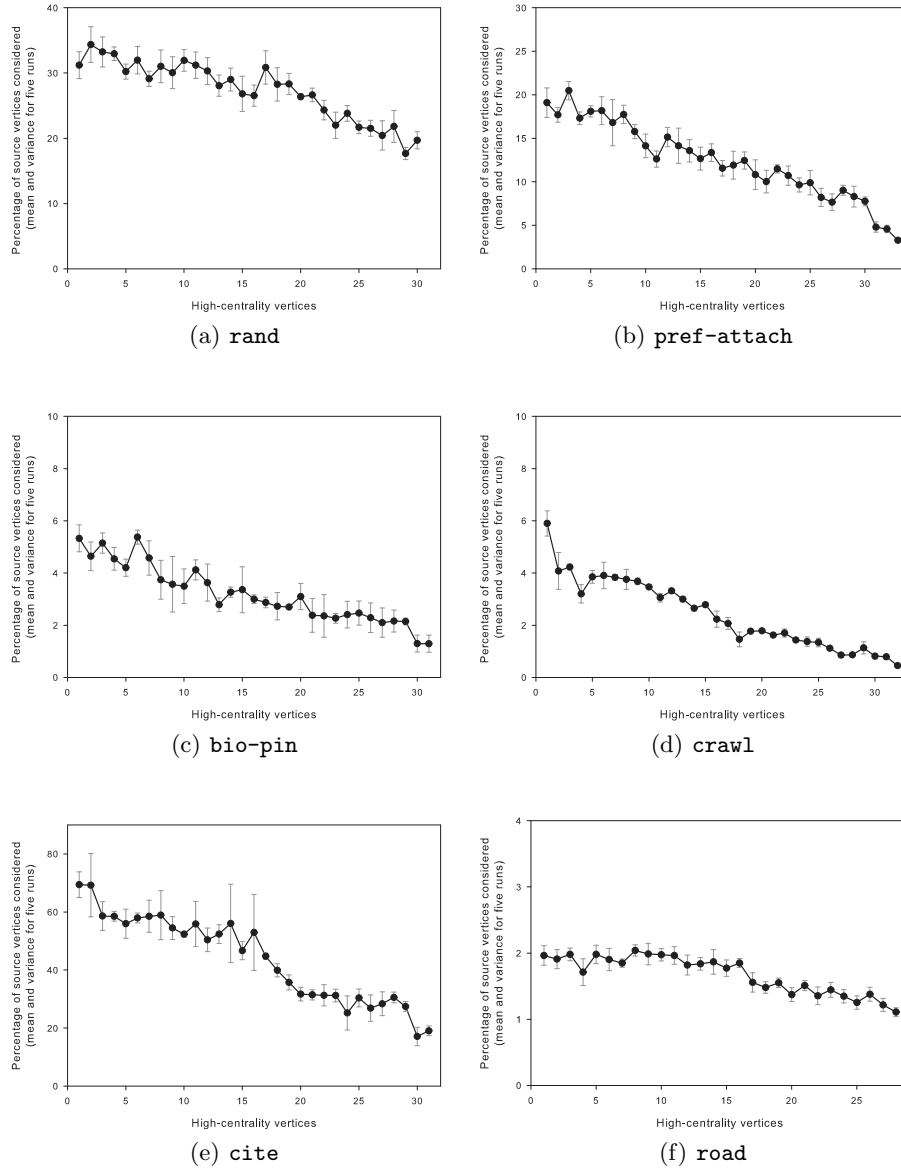 Percentage of source vertices considered
(mean and variance for five runs)
40
30
20
10
0
0 5 10 15 20 25 30
High-centrality vertices
(a) rand
Percentage of source vertices considered
(mean and variance for five runs)
30
25
20
15
10
5
0
0 5 10 15 20 25 30
High-centrality vertices
(b) pref-attach
Percentage of source vertices considered
(mean and variance for five runs)
10
8
6
4
2
0
0 5 10 15 20 25 30
High-centrality vertices
(c) bio-pin
Percentage of source vertices considered
(mean and variance for five runs)
10
8
6
4
2
0
0 5 10 15 20 25 30
High-centrality vertices
(d) crawl
Percentage of source vertices considered
(mean and variance for five runs)
80
60
40
20
0
0 5 10 15 20 25 30
High-centrality vertices
(e) cite
Percentage of source vertices considered
(mean and variance for five runs)
4
3
2
1
0
0 5 10 15 20 25
High-centrality vertices
(f) road